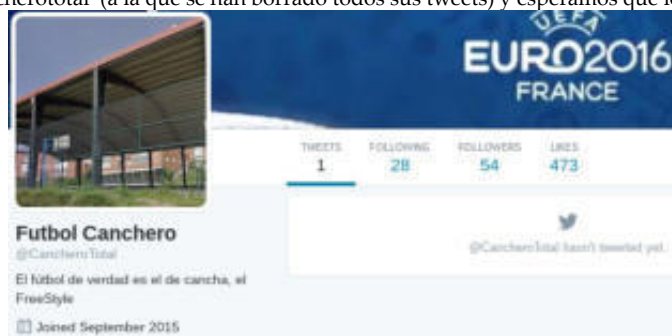 cherototal (a la que se han borrado todos sus tweets) y esperamos que
UEFA
EURO2016
FRANCE
TWEETS FOLLOWING FOLLOWERS LIKES
1 28 54 473
Futbol Canchero
@CancheroTotal
@CancheroTotal hasn't tweeted yet.
El fútbol de verdad es el de cancha, el
FreeStyle
Joined September 2015